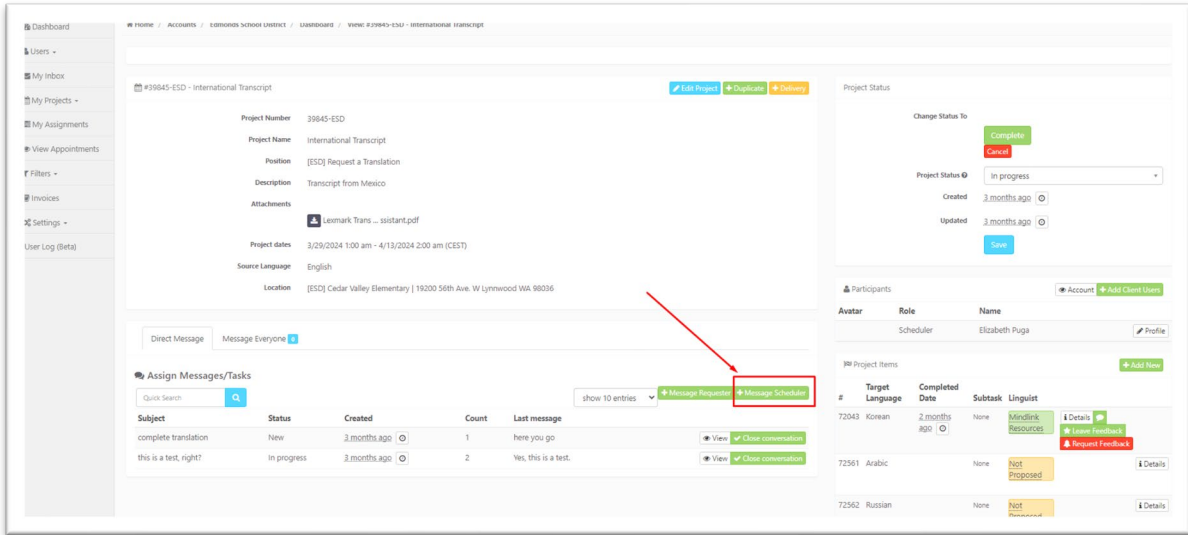 Dashboard
Users
My Inbox
My Projects
My Assignments
View Appointments
Filters
Invoices
Settings
User Log (Beta)
Home / Accounts / Edmonds School District / Dashboard / View: #39845-ESD - International Transcript
#39845-ESD - International Transcript
Edit Project + Duplicate + Delivery
Project Number 39845-ESD
Project Name International Transcript
Position [ESD] Request a Translation
Description Transcript from Mexico
Attachments
Lexmark Trans ... ssistant.pdf
Project dates 3/29/2024 1:00 am - 4/13/2024 2:00 am (CEST)
Source Language English
Location [ESD] Cedar Valley Elementary | 19200 56th Ave. W Lynnwood WA 98036
Direct Message Message Everyone
Assign Messages/Tasks
Quick Search show 10 entries + Message Requester + Message Scheduler
Subject Status Created Count Last message
complete translation New 3 months ago 1 here you go View Close conversation
this is a test, right? In progress 3 months ago 2 Yes, this is a test. View Close conversation
Project Status
Change Status To
Complete
Cancel
Project Status In progress
Created 3 months ago
Updated 3 months ago
Save
Participants Account + Add Client Users
Avatar Role Name
Scheduler Elizabeth Puga Profile
Project Items + Add New
# Target Language Completed Date Subtask Linguist
72043 Korean 2 months ago None Mindlink Resources Details
Leave Feedback
Request Feedback
72561 Arabic None Not Proposed Details
72562 Russian None Not Details